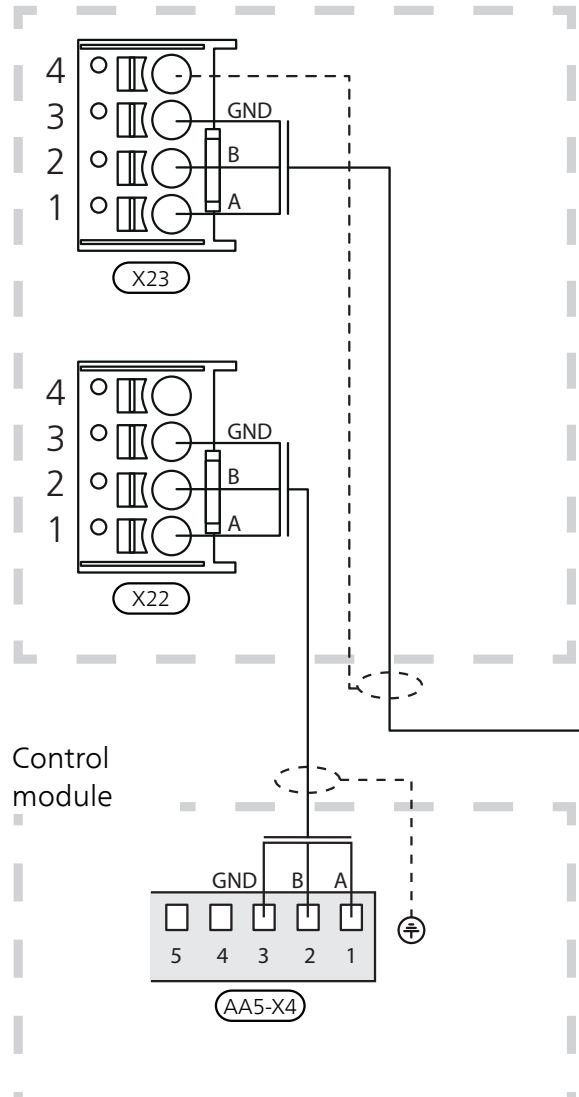 4
3 GND
2 B
1 A
X23
4
3 GND
2 B
1 A
X22
Control
module
GND B A
5 4 3 2 1
AA5-X4